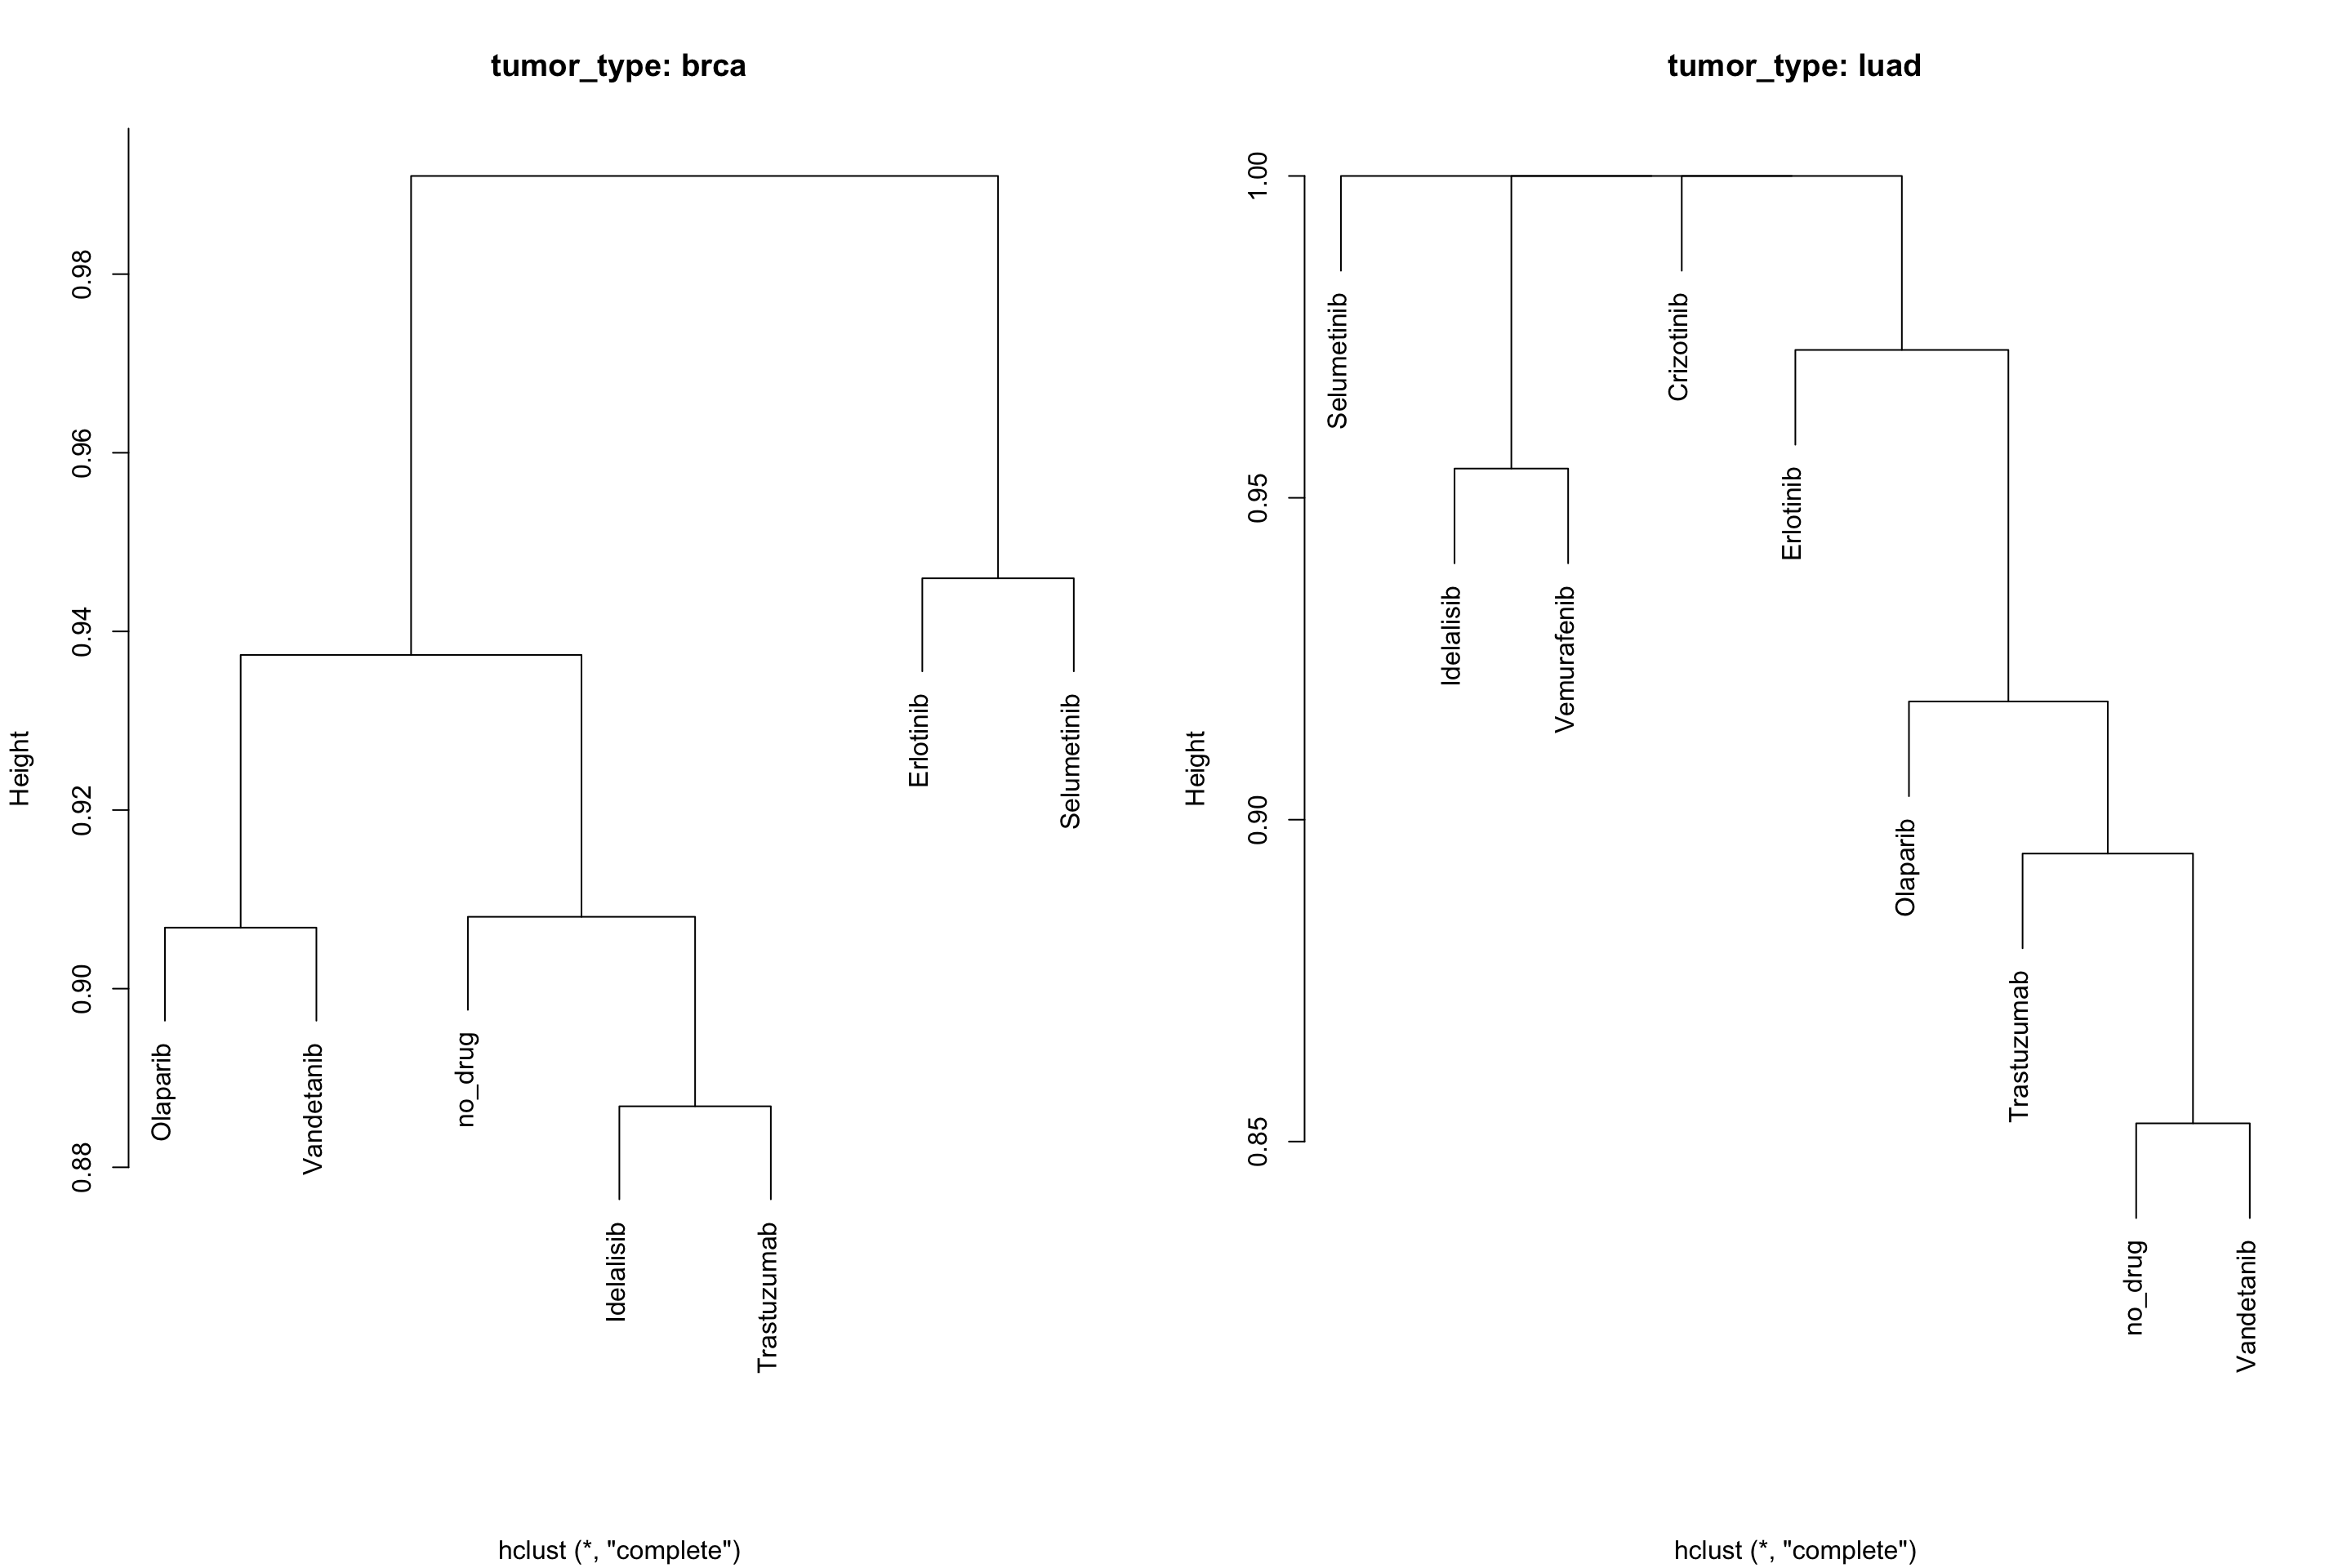 tumor_type: brca
Height
0.98
0.96
0.94
0.92
0.90
0.88
Olaparib
Vandetanib
no_drug
Idelalisib
Trastuzumab
Erlotinib
Selumetinib
hclust (*, "complete")
tumor_type: luad
Height
1.00
0.95
0.90
0.85
Selumetinib
Idelalisib
Vemurafenib
Crizotinib
Erlotinib
Olaparib
Trastuzumab
no_drug
Vandetanib
hclust (*, "complete")